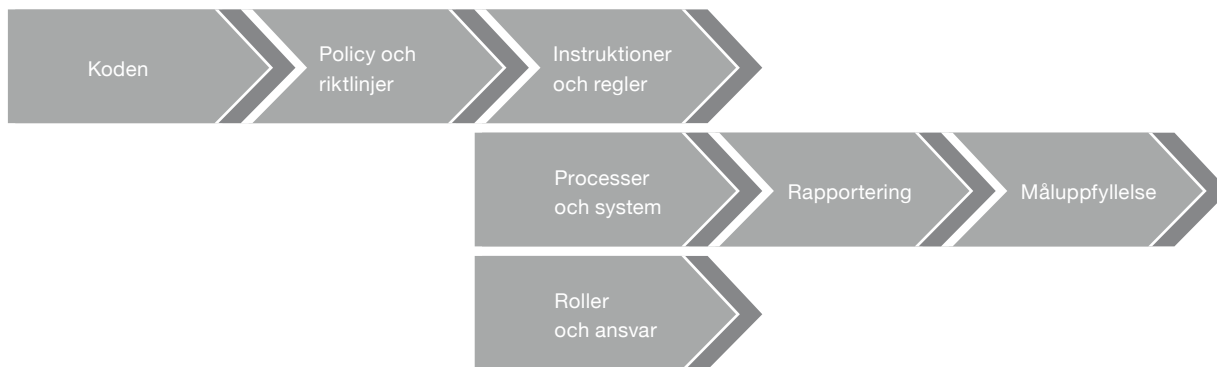 Koden
Policy och
riktlinjer
Instruktioner
och regler
Processer
och system
Rapportering
Måluppfyllelse
Roller
och ansvar